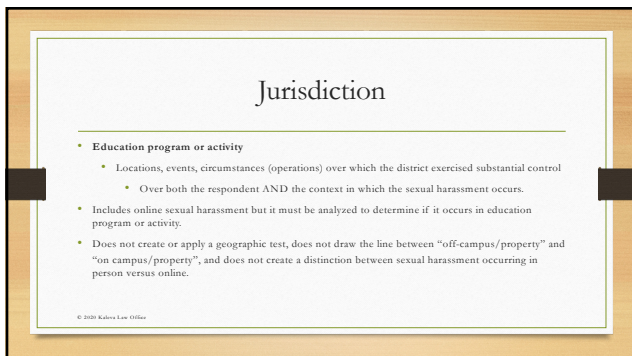 Jurisdiction
• Education program or activity
• Locations, events, circumstances (operations) over which the district exercised substantial control
• Over both the respondent AND the context in which the sexual harassment occurs.
• Includes online sexual harassment but it must be analyzed to determine if it occurs in education
program or activity.
• Does not create or apply a geographic test, does not draw the line between “off-campus/property” and
“on campus/property”, and does not create a distinction between sexual harassment occurring in
person versus online.
© 2020 Kaleva Law Office